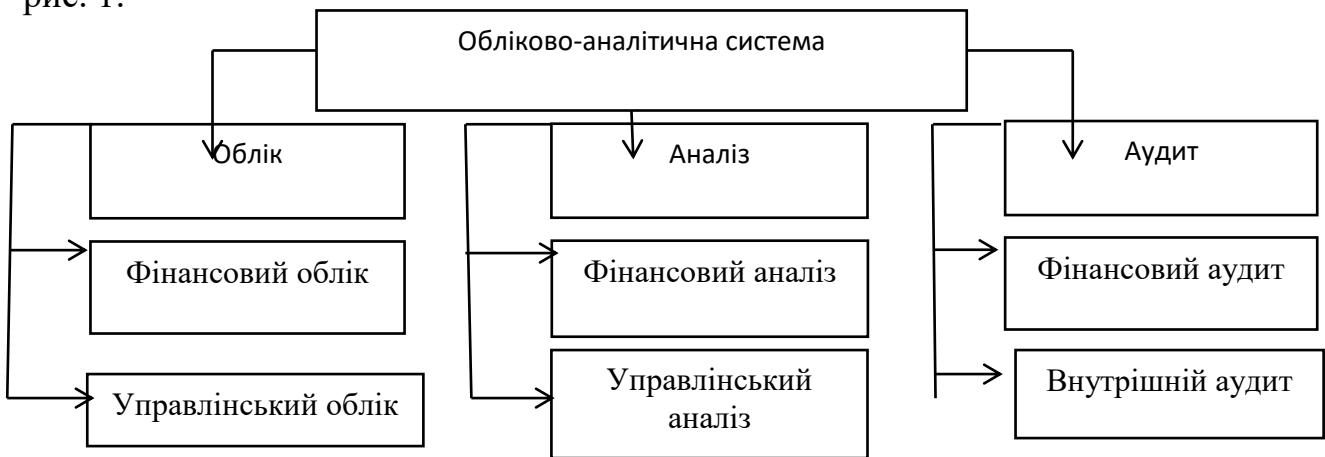 рис. 1.
Обліково-аналітична система
Облік
Аналіз
Аудит
Фінансовий облік
Фінансовий аналіз
Фінансовий аудит
Управлінський облік
Управлінський
аналіз
Внутрішній аудит